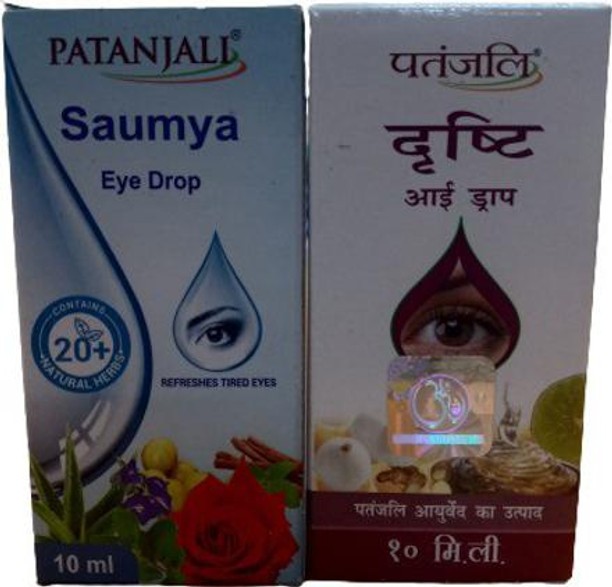 PATANJALI®
Saumya
Eye Drop
CONTAINS
20+
NATURAL HERBS
REFRESHES TIRED EYES
10 ml
पतंजलि®
दृष्टि
आई ड्राप
पतंजलि आयुर्वेद का उत्पाद
१० मि.ली.